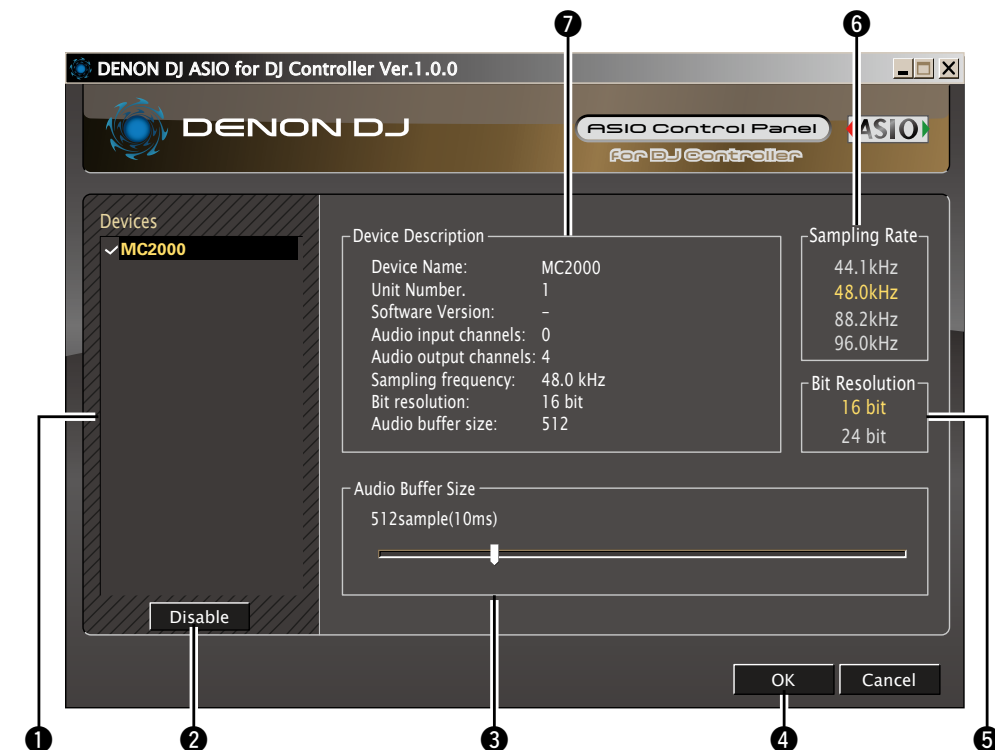 ❼
❻
DENON DJ ASIO for DJ Controller Ver.1.0.0
DENON DJ
ASIO Control Panel
for DJ Controller
ASIO
Devices
MC2000
Device Description
Device Name: MC2000
Unit Number. 1
Software Version: –
Audio input channels: 0
Audio output channels: 4
Sampling frequency: 48.0 kHz
Bit resolution: 16 bit
Audio buffer size: 512
Sampling Rate
44.1kHz
48.0kHz
88.2kHz
96.0kHz
Bit Resolution
16 bit
24 bit
Audio Buffer Size
512sample(10ms)
Disable
OK
Cancel
❶
❷
❸
❹
❺